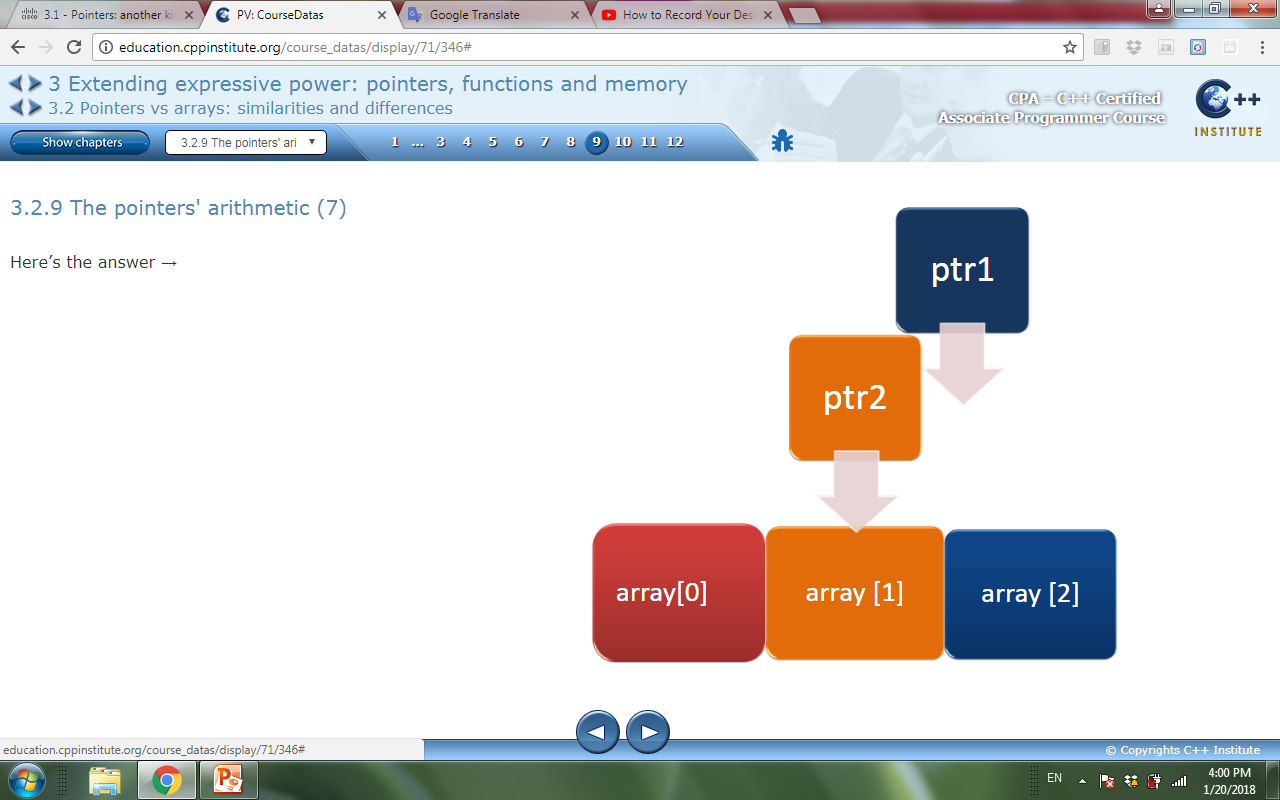 3.1 - Pointers: another ki
PV: CourseDatas
Google Translate
How to Record Your Des
education.cppinstitute.org/course_datas/display/71/346#
3 Extending expressive power: pointers, functions and memory
3.2 Pointers vs arrays: similarities and differences
CPA – C++ Certified
Associate Programmer Course
C++
INSTITUTE
Show chapters
3.2.9 The pointers' ari
1 ... 3 4 5 6 7 8 9 10 11 12
3.2.9 The pointers' arithmetic (7)
Here's the answer →
ptr1
ptr2
array[0]
array [1]
array [2]
education.cppinstitute.org/course_datas/display/71/346#
© Copyrights C++ Institute
EN
4:00 PM
1/20/2018